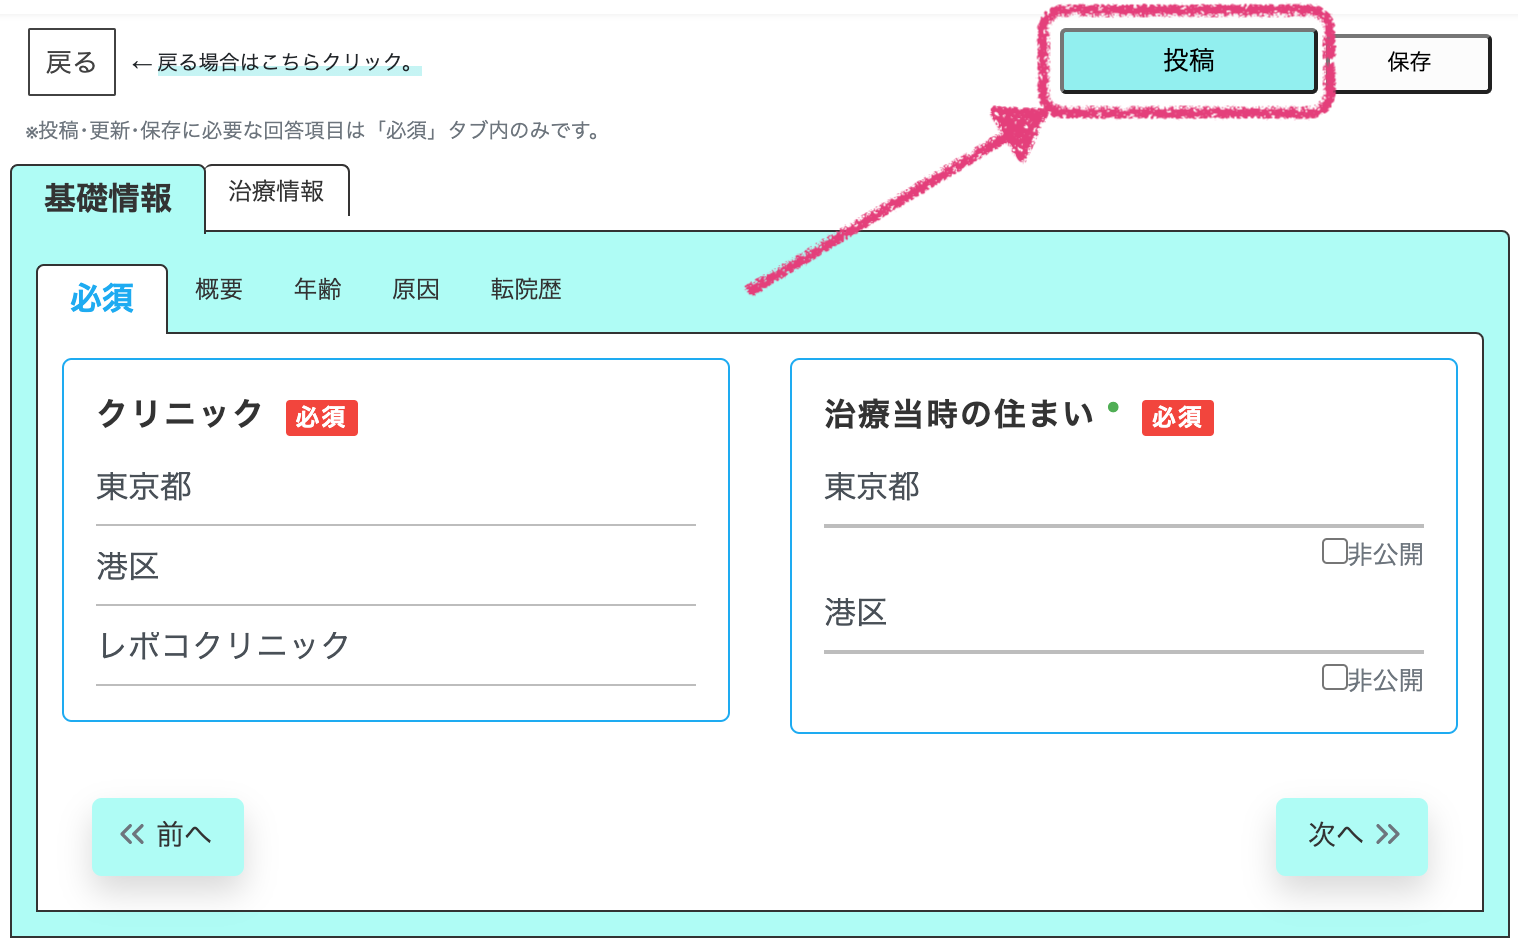 戻る ←戻る場合はこちらクリック。 投稿 保存
※投稿・更新・保存に必要な回答項目は「必須」タブ内のみです。
基礎情報 治療情報
必須 概要 年齢 原因 転院歴
クリニック 必須
東京都
港区
レポコクリニック
治療当時の住まい 必須
東京都
非公開
港区
非公開
前へ
次へ